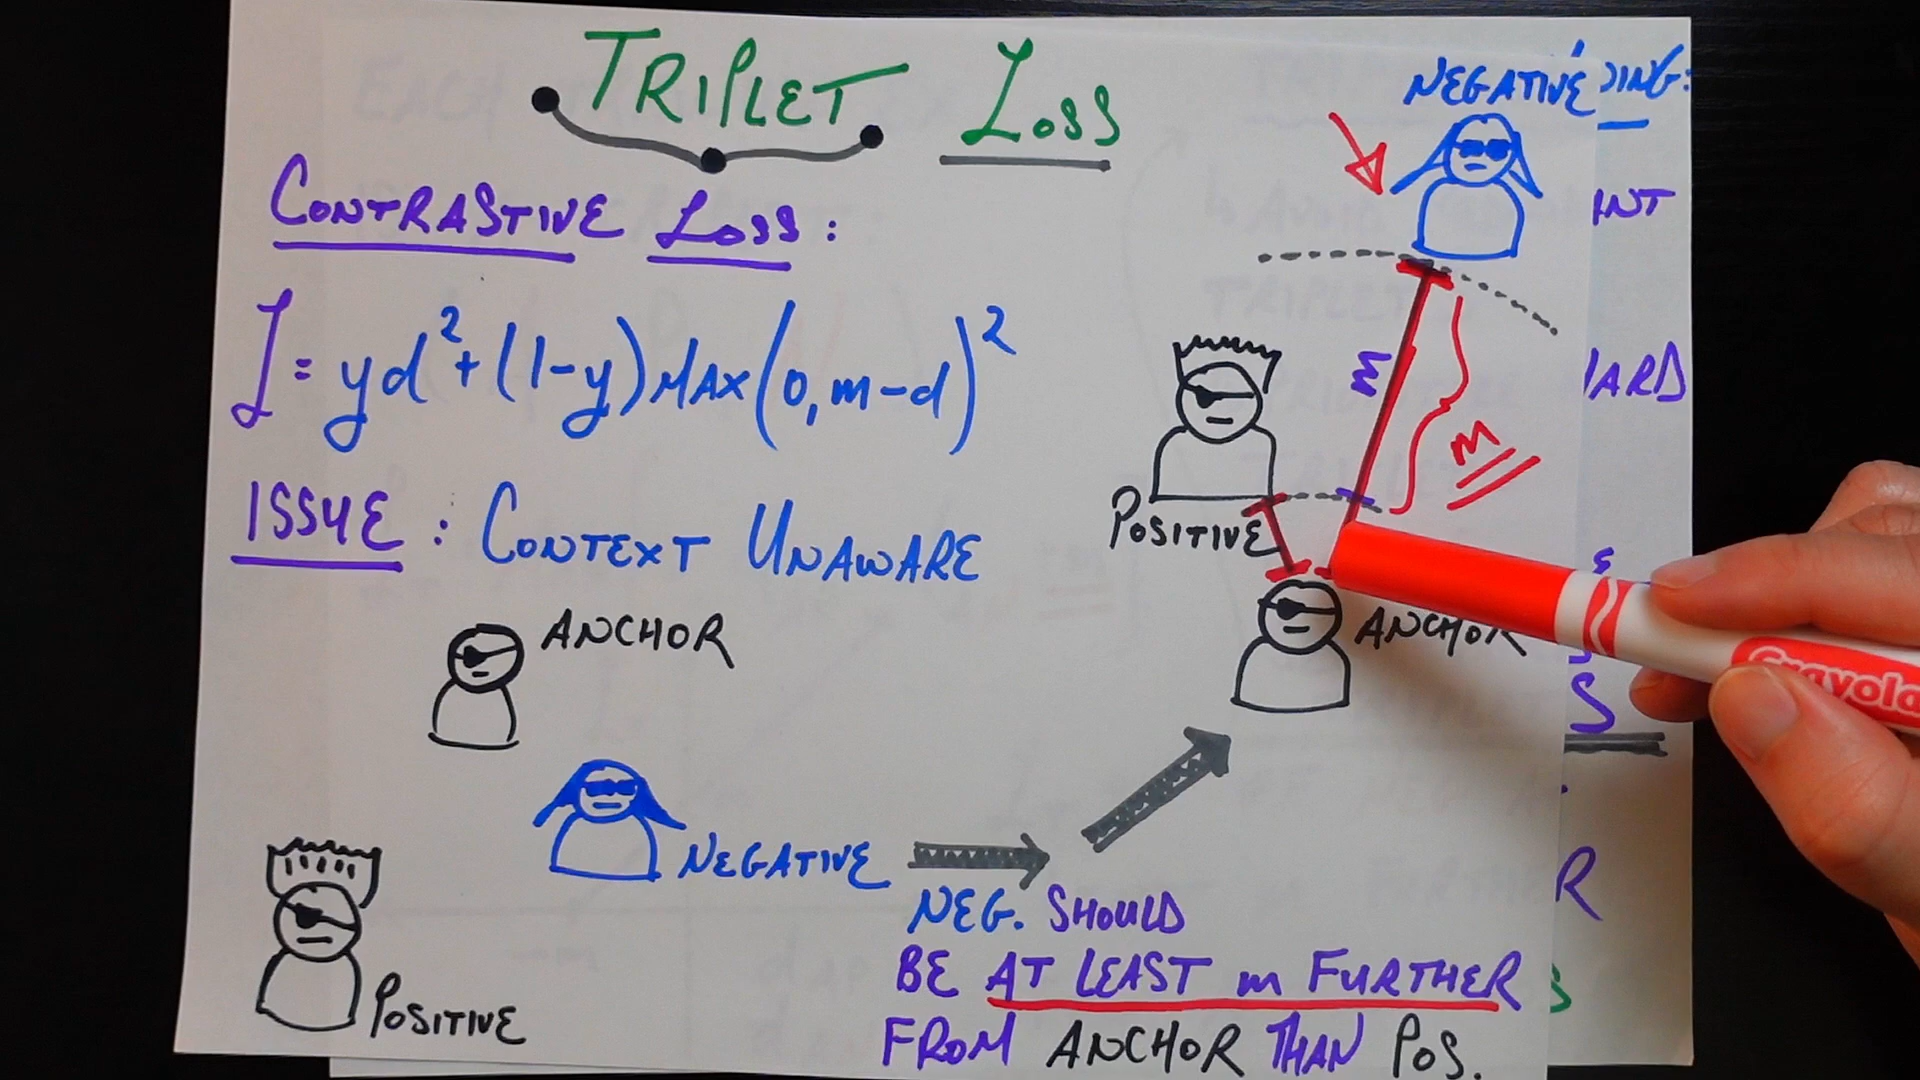 TRIPLET LOSS
CONTRASTIVE LOSS:
L = yd² + (1-y) MAX(0, m-d)²
ISSUE: CONTEXT UNAWARE
ANCHOR
NEGATIVE
POSITIVE
NEG. SHOULD
BE AT LEAST m FURTHER
FROM ANCHOR THAN POS.
NEGATIVE
m
M
POSITIVE
ANCHOR
Crayola